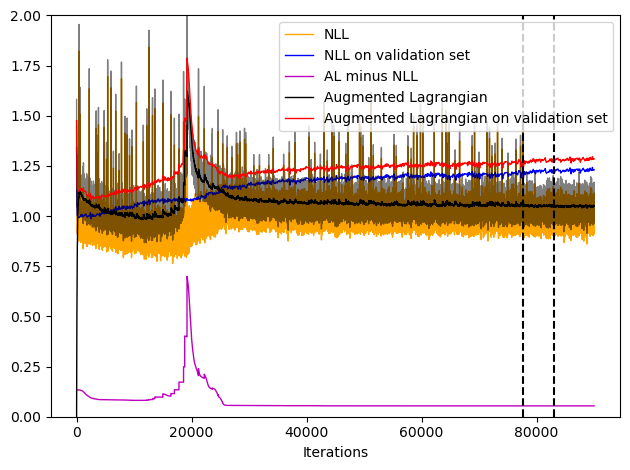 2.00
1.75
1.50
1.25
1.00
0.75
0.50
0.25
0.00
NLL
NLL on validation set
AL minus NLL
Augmented Lagrangian
Augmented Lagrangian on validation set
0
20000
40000
60000
80000
Iterations